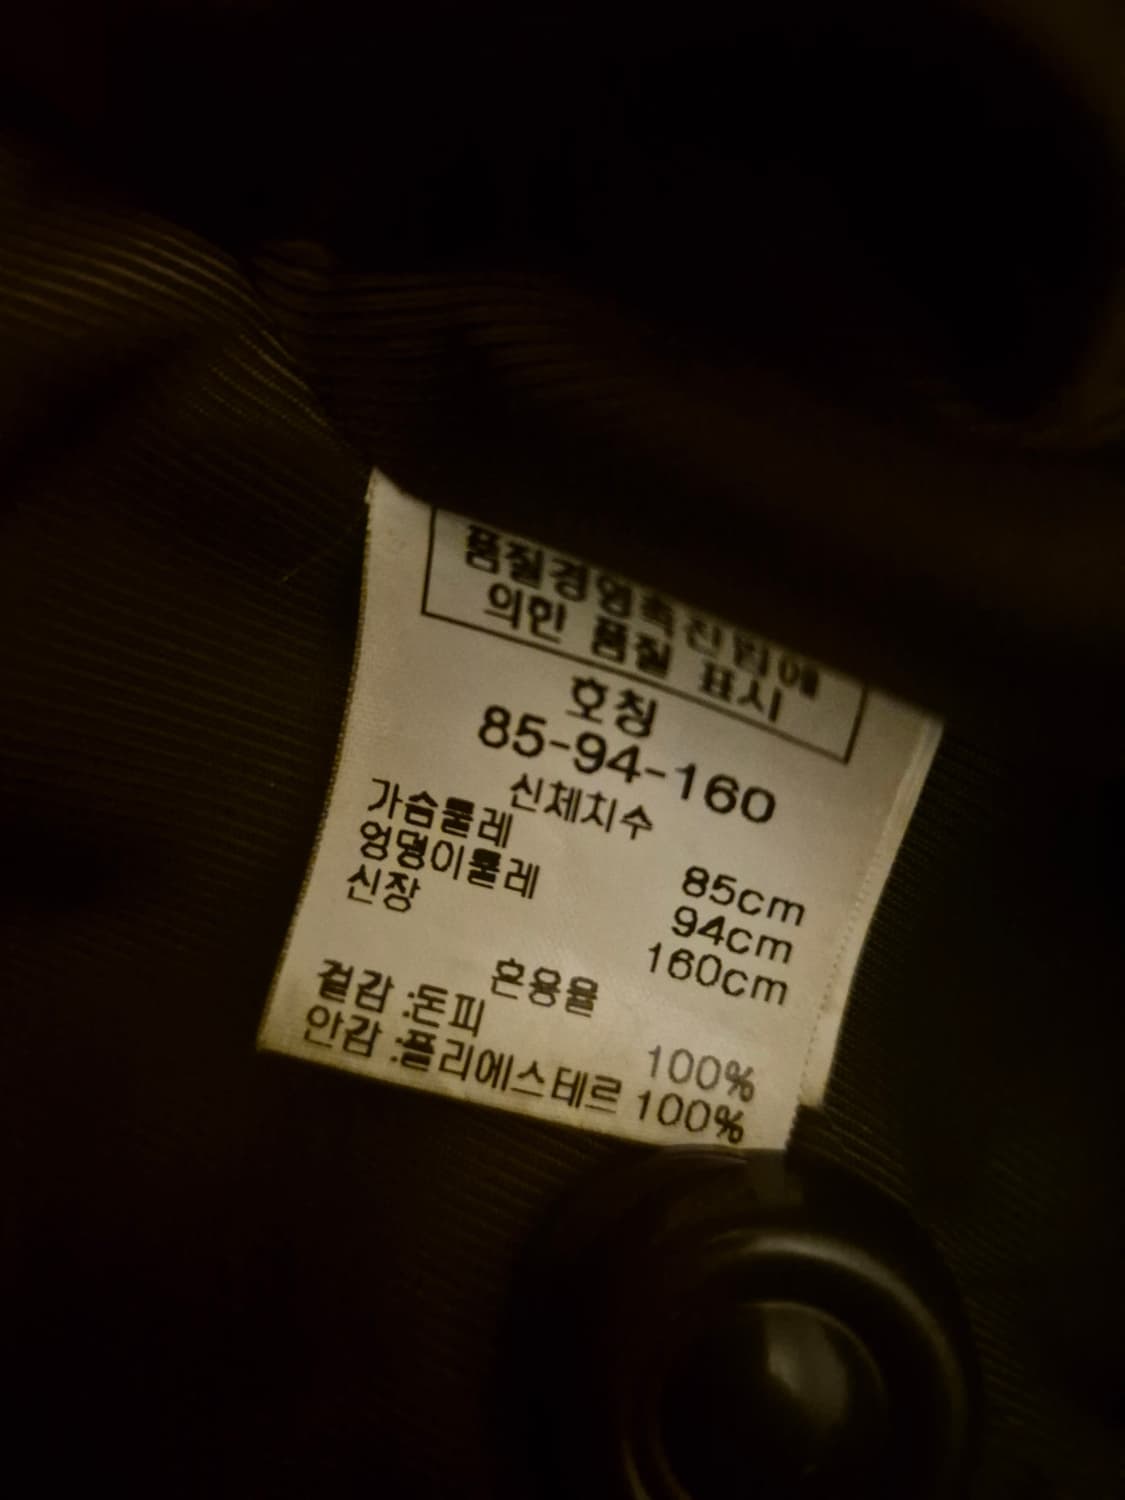 품질경영촉진법에
의한 품질 표시
호칭
85-94-160
신체치수
가슴둘레 85cm
엉덩이둘레 94cm
신장 160cm
혼용율
겉감 :돈피 100%
안감 :폴리에스테르 100%